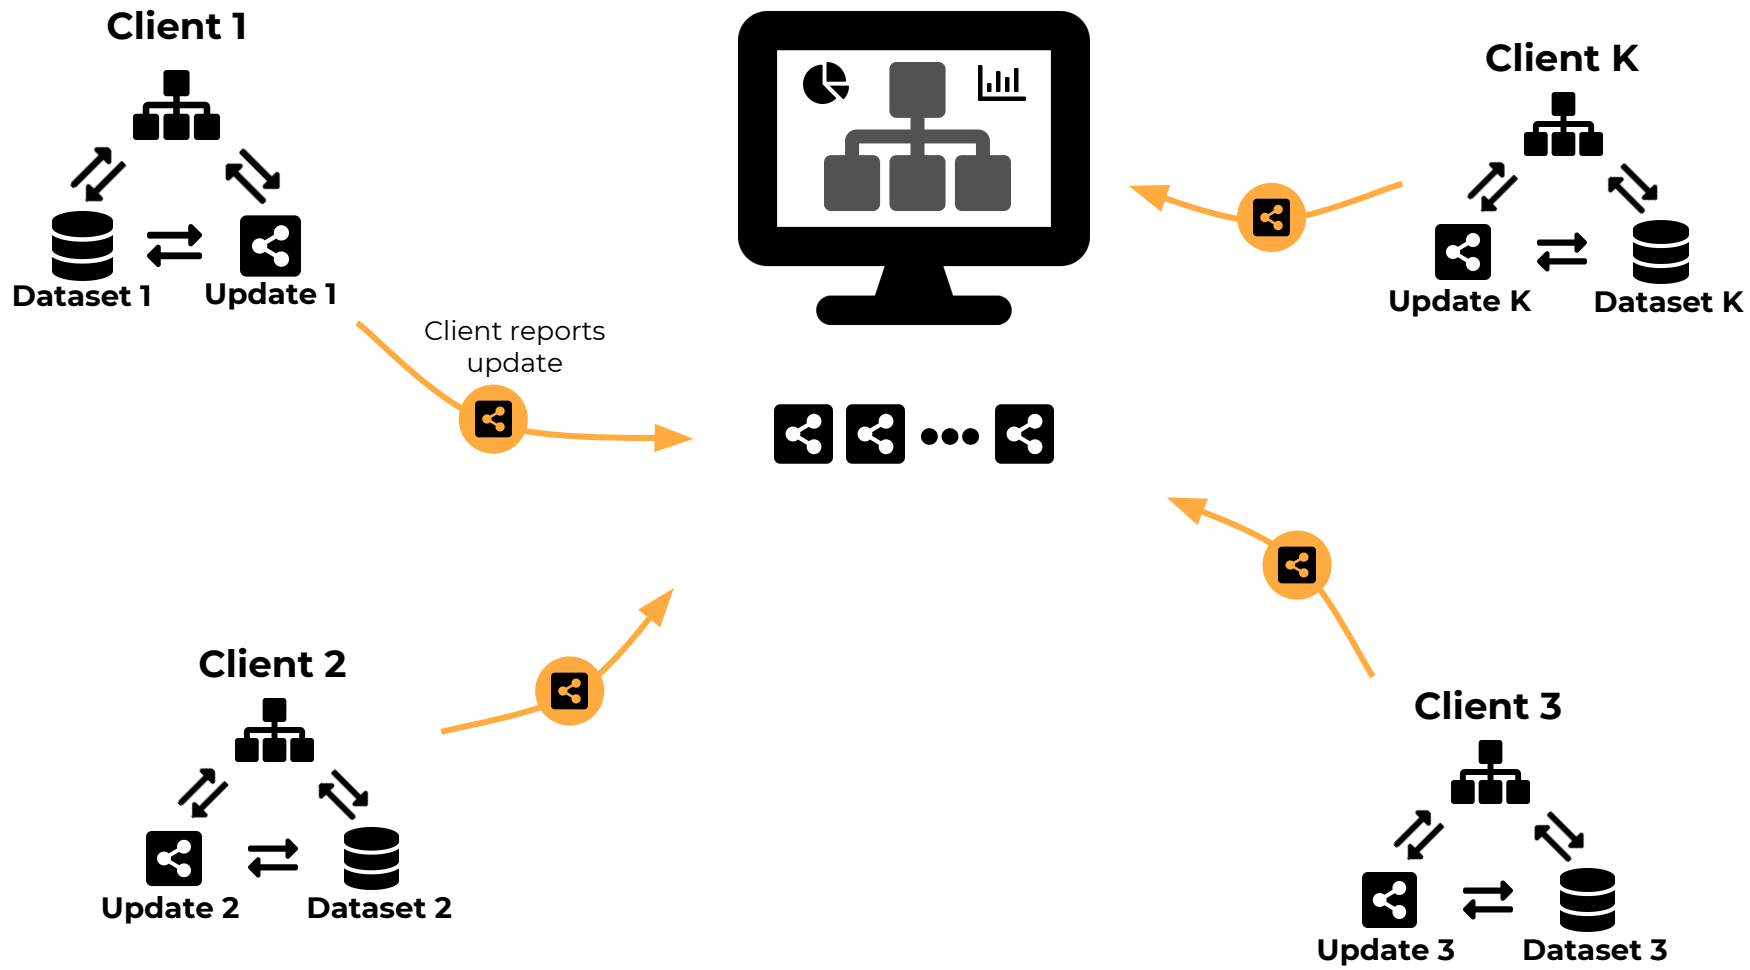 Client 1
Dataset 1
Update 1
Client reports
update
Client K
Update K
Dataset K
Client 2
Update 2
Dataset 2
Client 3
Update 3
Dataset 3